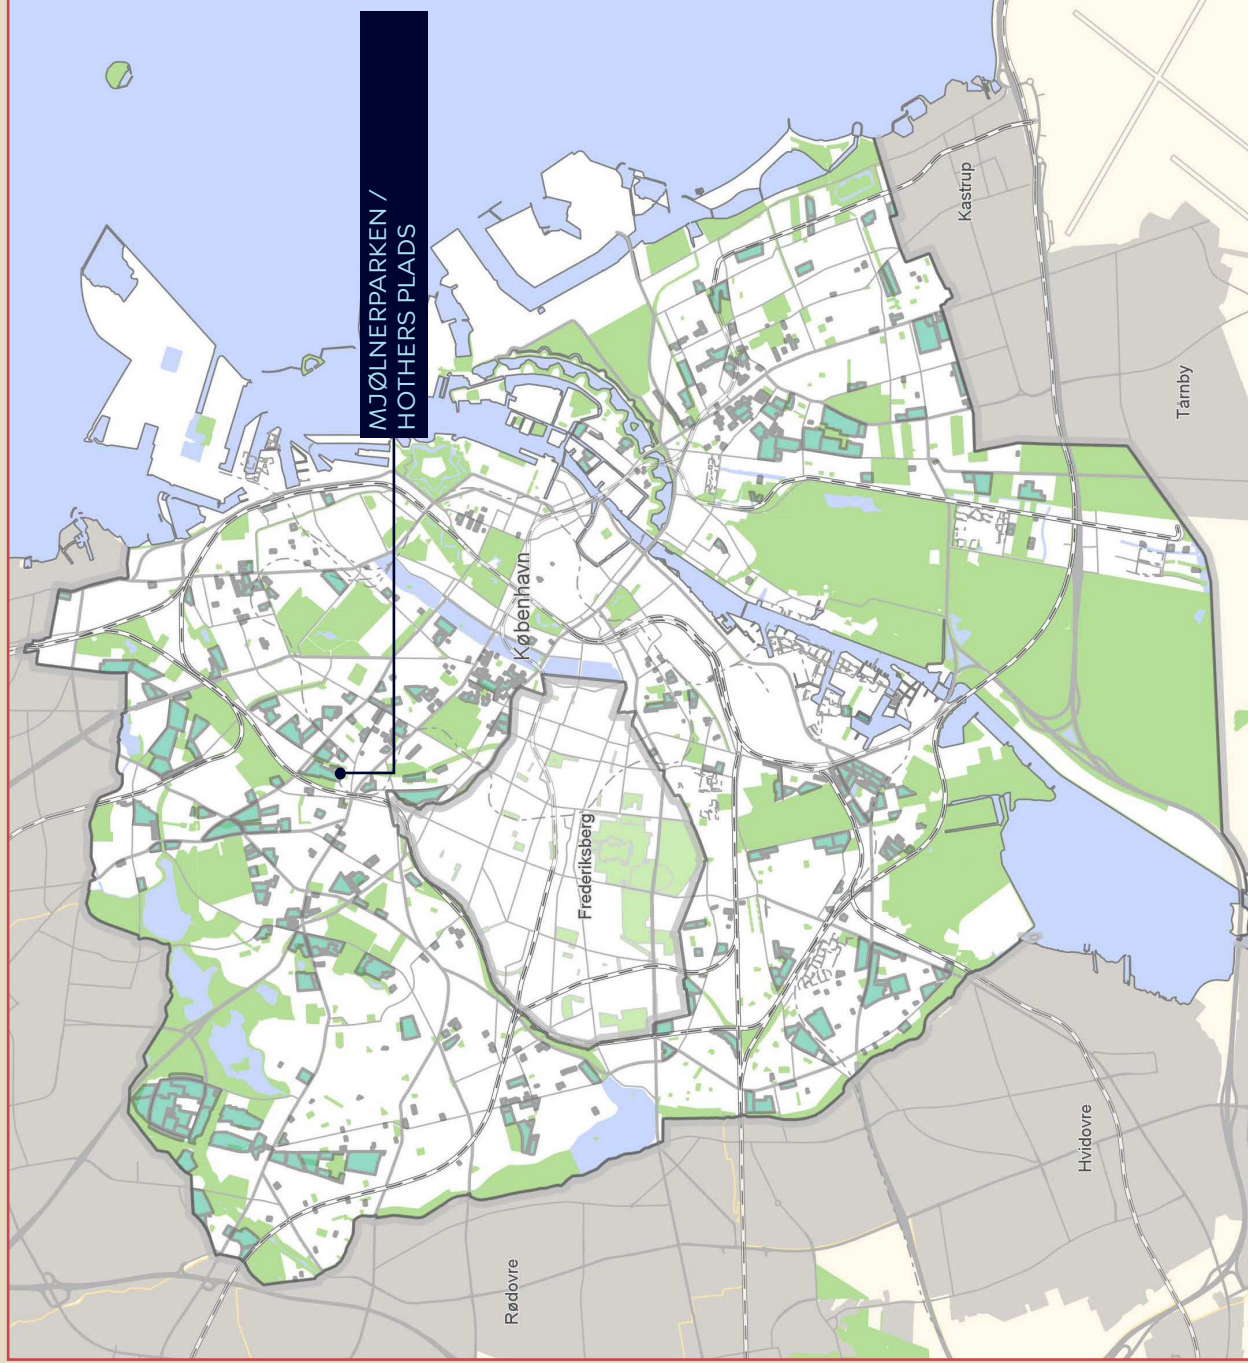 MJØLNERPARKEN /
HOTHERS PLADS
København
Frederiksberg
Kastrup
Tårnby
Hvidovre
Rødovre